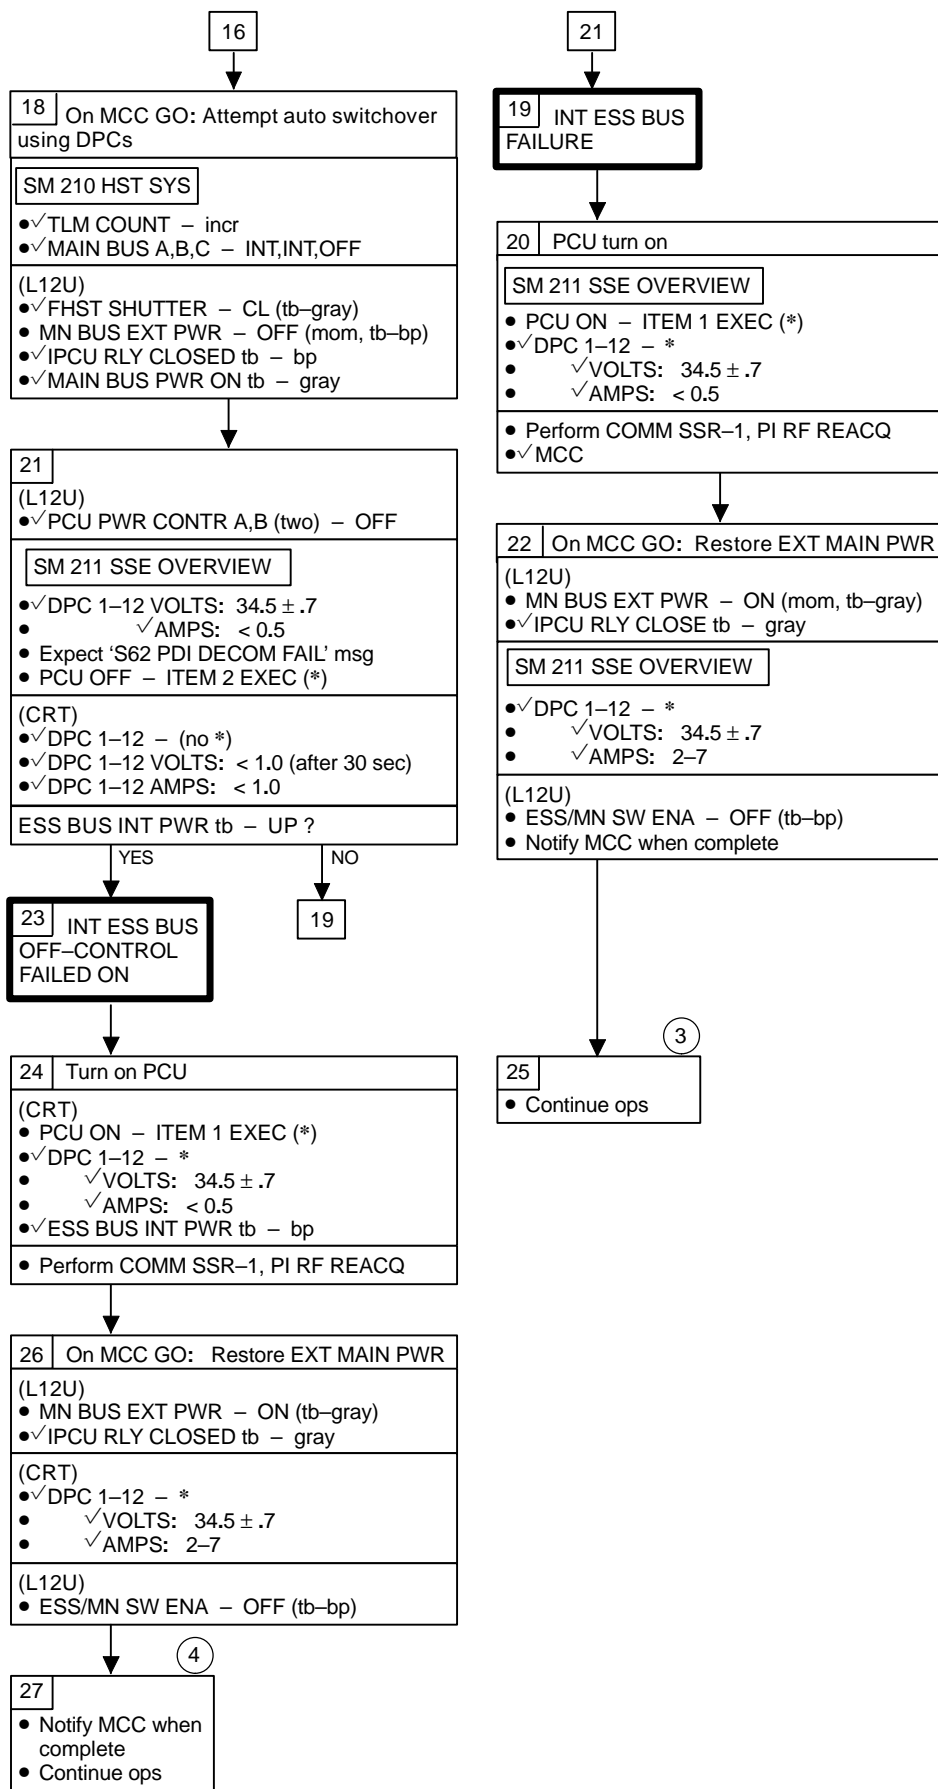 16
18 On MCC GO: Attempt auto switchover
using DPCs
SM 210 HST SYS
•√TLM COUNT – incr
•√MAIN BUS A,B,C – INT,INT,OFF
(L12U)
•√FHST SHUTTER – CL (tb–gray)
• MN BUS EXT PWR – OFF (mom, tb–bp)
•√IPCU RLY CLOSED tb – bp
•√MAIN BUS PWR ON tb – gray
21
(L12U)
•√PCU PWR CONTR A,B (two) – OFF
SM 211 SSE OVERVIEW
•√DPC 1–12 VOLTS: 34.5 ± .7
• √AMPS: < 0.5
• Expect ‘S62 PDI DECOM FAIL’ msg
• PCU OFF – ITEM 2 EXEC (*)
(CRT)
•√DPC 1–12 – (no *)
•√DPC 1–12 VOLTS: < 1.0 (after 30 sec)
•√DPC 1–12 AMPS: < 1.0
ESS BUS INT PWR tb – UP ?
YES
NO
23 INT ESS BUS
OFF–CONTROL
FAILED ON
19
24 Turn on PCU
(CRT)
• PCU ON – ITEM 1 EXEC (*)
•√DPC 1–12 – *
• √VOLTS: 34.5 ± .7
• √AMPS: < 0.5
•√ESS BUS INT PWR tb – bp
• Perform COMM SSR–1, PI RF REACQ
26 On MCC GO: Restore EXT MAIN PWR
(L12U)
• MN BUS EXT PWR – ON (tb–gray)
•√IPCU RLY CLOSED tb – gray
(CRT)
•√DPC 1–12 – *
• √VOLTS: 34.5 ± .7
• √AMPS: 2–7
(L12U)
• ESS/MN SW ENA – OFF (tb–bp)
4
27
• Notify MCC when
complete
• Continue ops
21
19 INT ESS BUS
FAILURE
20 PCU turn on
SM 211 SSE OVERVIEW
• PCU ON – ITEM 1 EXEC (*)
•√DPC 1–12 – *
• √VOLTS: 34.5 ± .7
• √AMPS: < 0.5
• Perform COMM SSR–1, PI RF REACQ
•√MCC
22 On MCC GO: Restore EXT MAIN PWR
(L12U)
• MN BUS EXT PWR – ON (mom, tb–gray)
•√IPCU RLY CLOSE tb – gray
SM 211 SSE OVERVIEW
•√DPC 1–12 – *
• √VOLTS: 34.5 ± .7
• √AMPS: 2–7
(L12U)
• ESS/MN SW ENA – OFF (tb–bp)
• Notify MCC when complete
3
25
• Continue ops